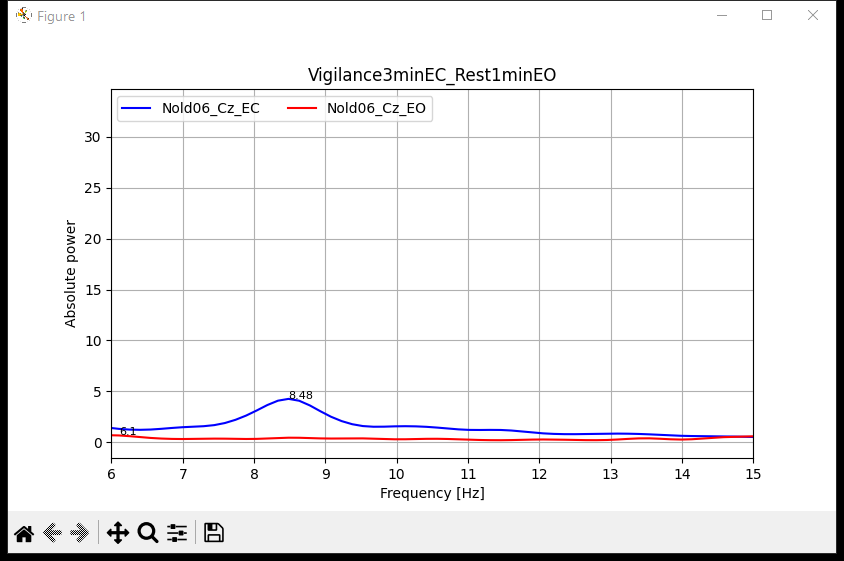 Figure 1
Vigilance3minEC_Rest1minEO
Nold06_Cz_EC Nold06_Cz_EO
30
25
20
15
10
5
0
Absolute power
8.48
6.1
6 7 8 9 10 11 12 13 14 15
Frequency [Hz]